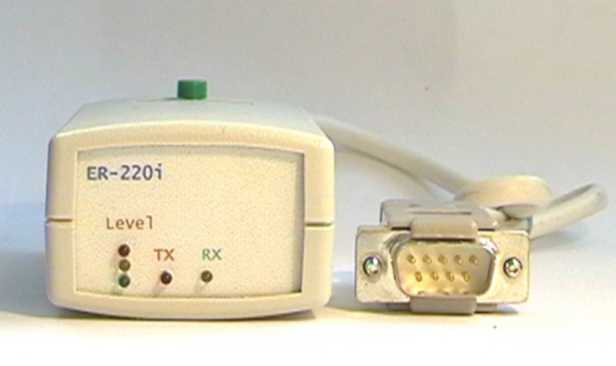 ER-220i
Level
TX RX